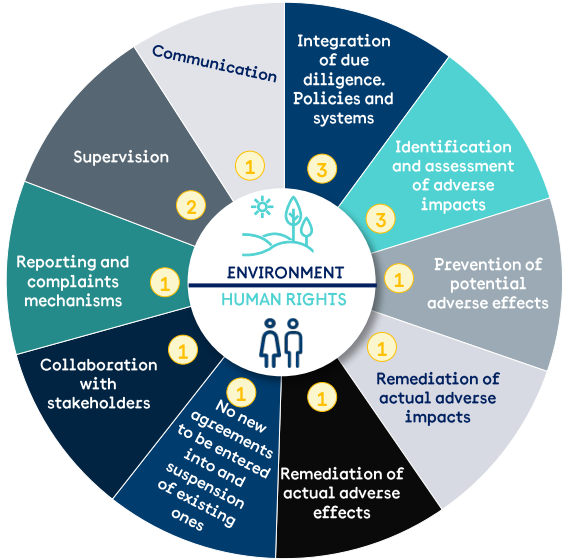 Integration
of due
diligence.
Policies and
systems
3
Identification
and assessment
of adverse
impacts
3
Prevention of
potential
adverse effects
1
Remediation of
actual adverse
impacts
1
Remediation of
actual adverse
effects
1
No new
agreements
to be entered
into and
suspension
of existing
ones
1
Collaboration
with
stakeholders
1
Reporting and
complaints
mechanisms
1
Supervision
2
Communication
1
ENVIRONMENT
HUMAN RIGHTS